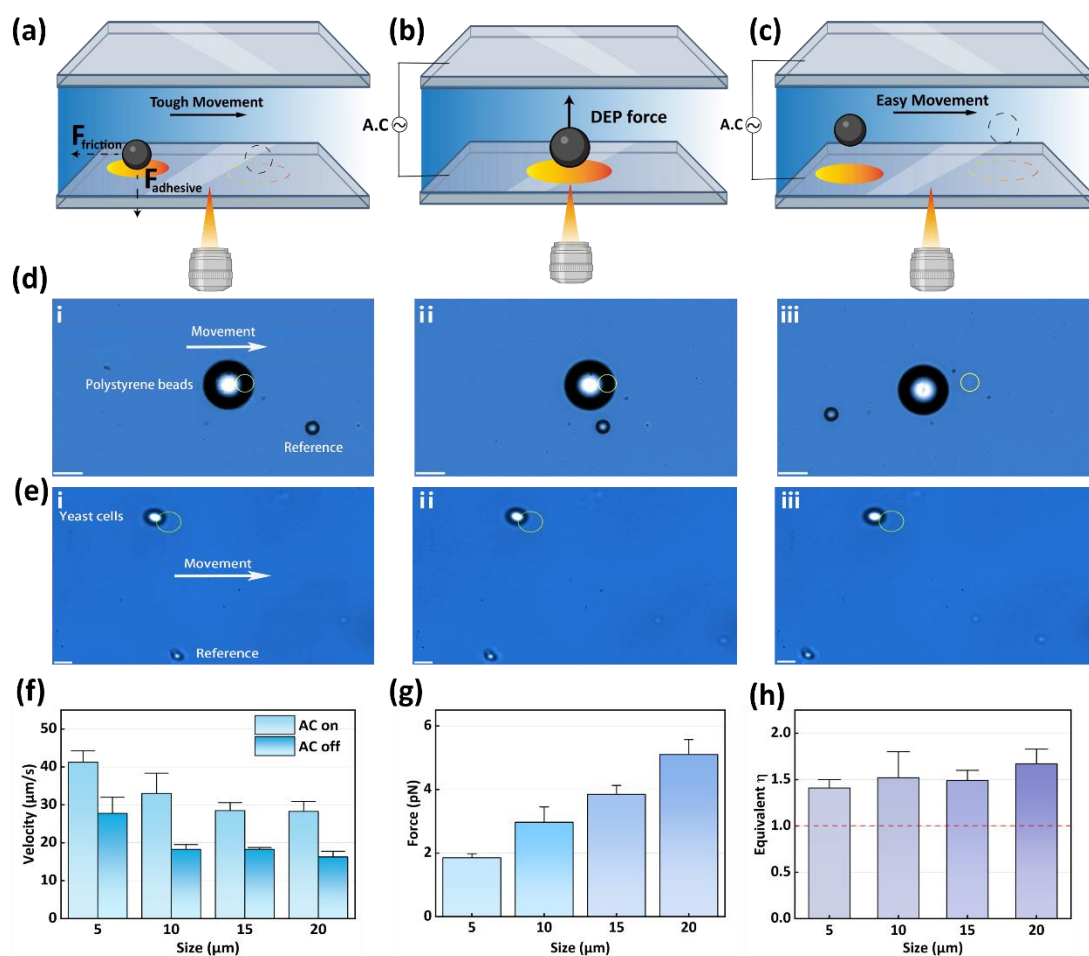 (a)
Tough Movement
F friction
F adhesive
(b)
A.C
DEP force
(c)
A.C
Easy Movement
(d)
i
Movement
Polystyrene beads
Reference
ii
iii
(e)
i
Yeast cells
Movement
Reference
ii
iii
(f)
AC on
AC off
50
40
30
20
10
0
Velocity (μm/s)
5 10 15 20
Size (μm)
(g)
6
4
2
0
Force (pN)
5 10 15 20
Size (μm)
(h)
2.0
1.5
1.0
0.5
0.0
Equivalent η
5 10 15 20
Size (μm)